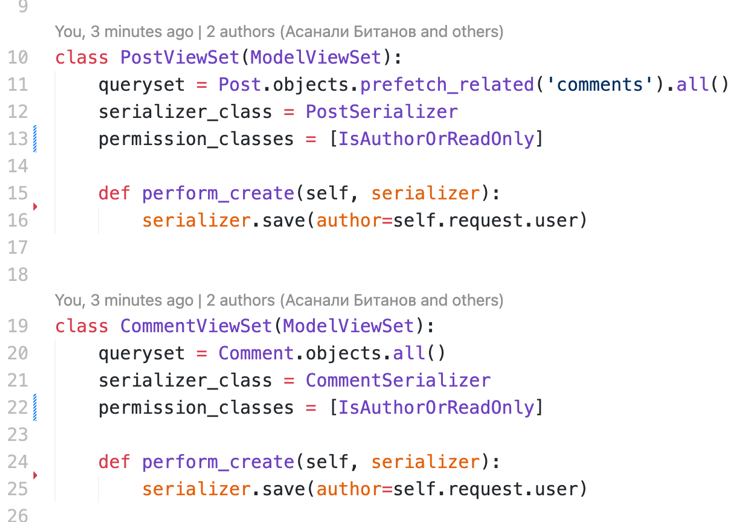 9
You, 3 minutes ago | 2 authors (Асанали Битанов and others)
10 class PostViewSet(ModelViewSet):
11     queryset = Post.objects.prefetch_related('comments').all()
12     serializer_class = PostSerializer
13     permission_classes = [IsAuthorOrReadOnly]
14
15     def perform_create(self, serializer):
16         serializer.save(author=self.request.user)
17
18
You, 3 minutes ago | 2 authors (Асанали Битанов and others)
19 class CommentViewSet(ModelViewSet):
20     queryset = Comment.objects.all()
21     serializer_class = CommentSerializer
22     permission_classes = [IsAuthorOrReadOnly]
23
24     def perform_create(self, serializer):
25         serializer.save(author=self.request.user)
26